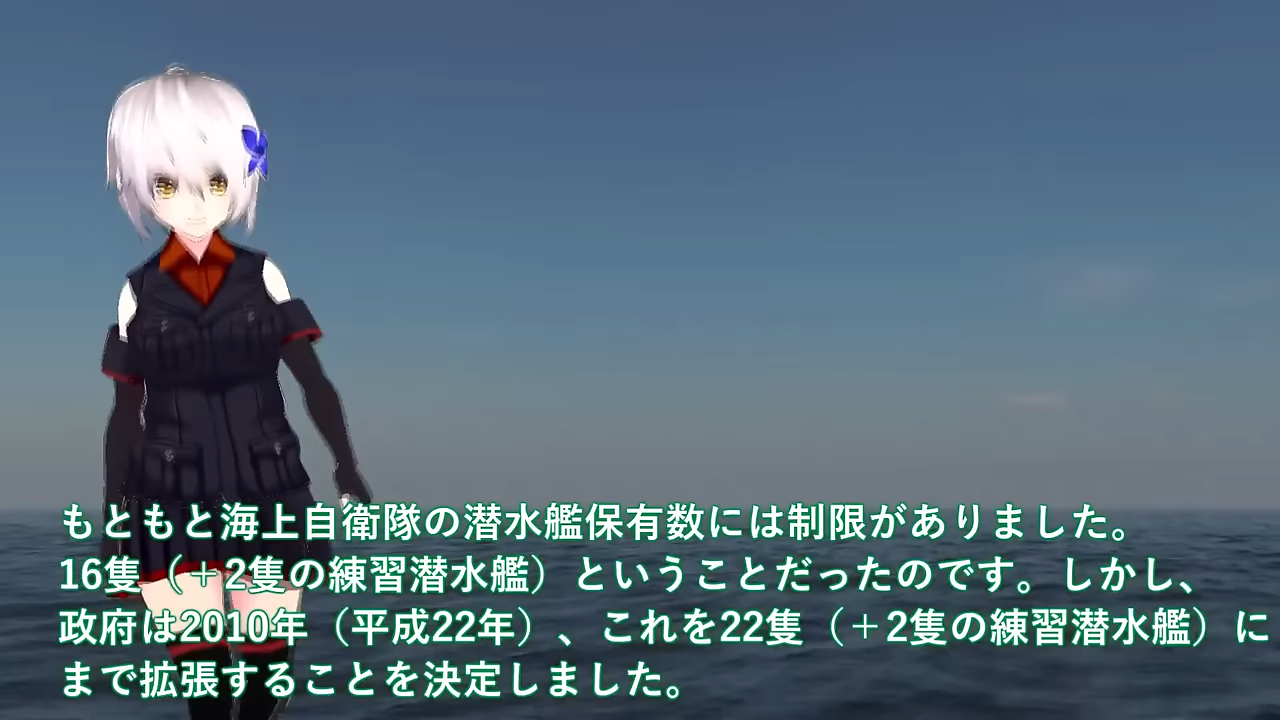 もともと海上自衛隊の潜水艦保有数には制限がありました。
16隻（＋2隻の練習潜水艦）ということだったのです。しかし、
政府は2010年（平成22年）、これを22隻（＋2隻の練習潜水艦）に
まで拡張することを決定しました。